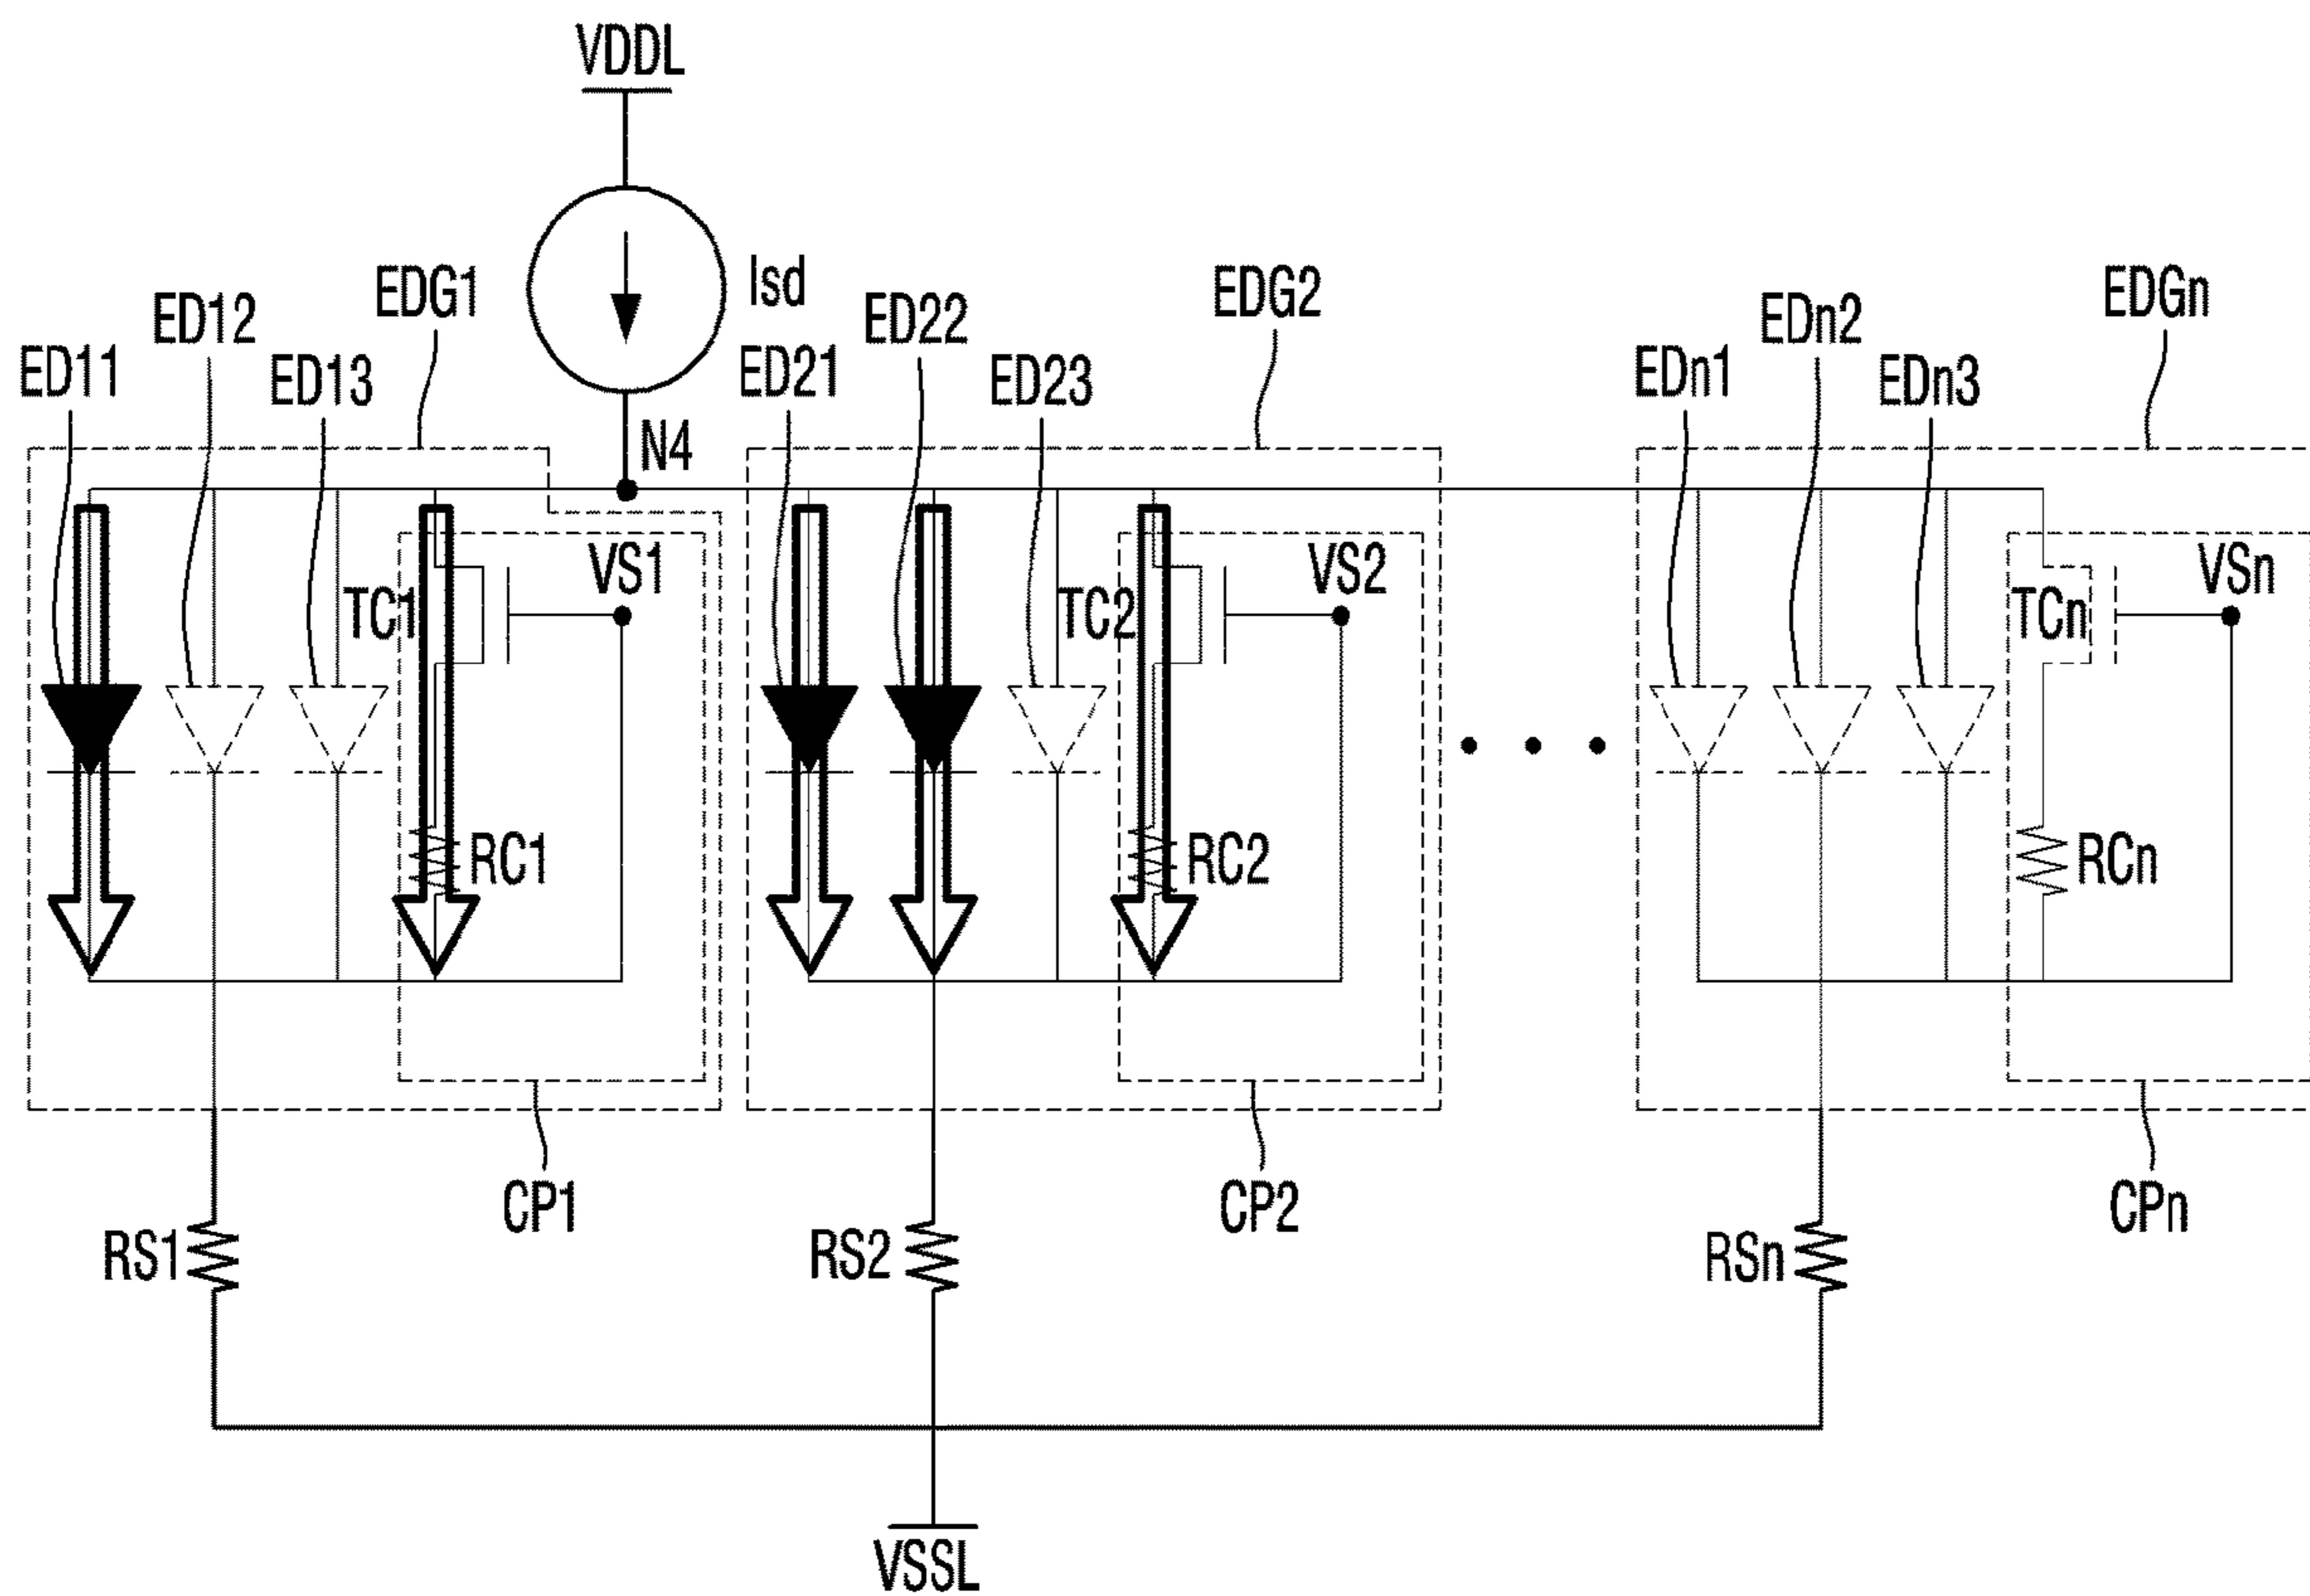 VDDL
Isd
EDG1
EDG2
EDGn
ED12
ED22
EDn2
ED11
ED13
ED21
ED23
EDn1
EDn3
N4
VS1
VS2
VSn
TC1
TC2
TCn
RC1
RC2
RCn
CP1
CP2
CPn
RS1
RS2
RSn
VSSL